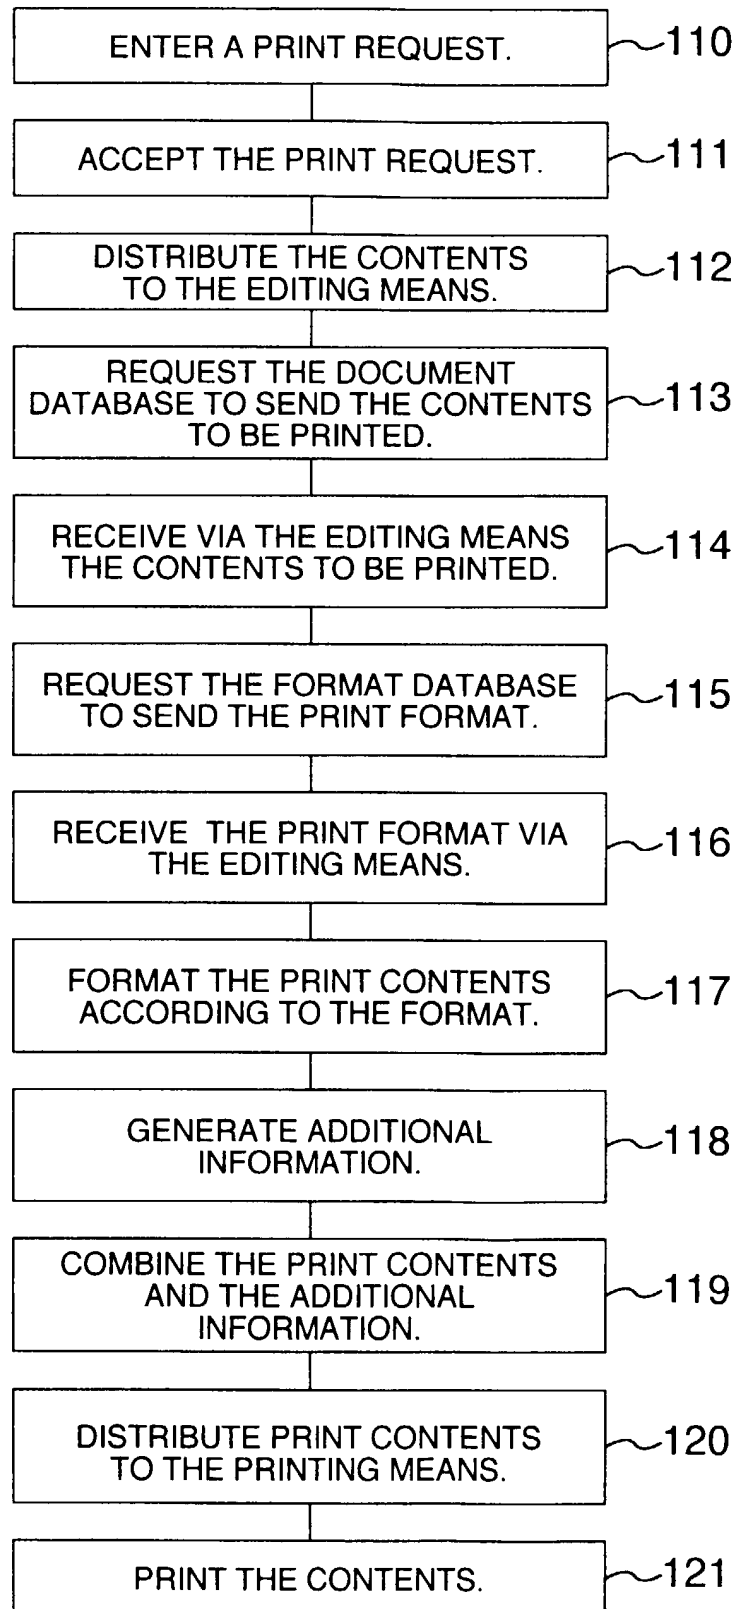 ENTER A PRINT REQUEST.
110
ACCEPT THE PRINT REQUEST.
111
DISTRIBUTE THE CONTENTS
TO THE EDITING MEANS.
112
REQUEST THE DOCUMENT
DATABASE TO SEND THE CONTENTS
TO BE PRINTED.
113
RECEIVE VIA THE EDITING MEANS
THE CONTENTS TO BE PRINTED.
114
REQUEST THE FORMAT DATABASE
TO SEND THE PRINT FORMAT.
115
RECEIVE THE PRINT FORMAT VIA
THE EDITING MEANS.
116
FORMAT THE PRINT CONTENTS
ACCORDING TO THE FORMAT.
117
GENERATE ADDITIONAL
INFORMATION.
118
COMBINE THE PRINT CONTENTS
AND THE ADDITIONAL
INFORMATION.
119
DISTRIBUTE PRINT CONTENTS
TO THE PRINTING MEANS.
120
PRINT THE CONTENTS.
121